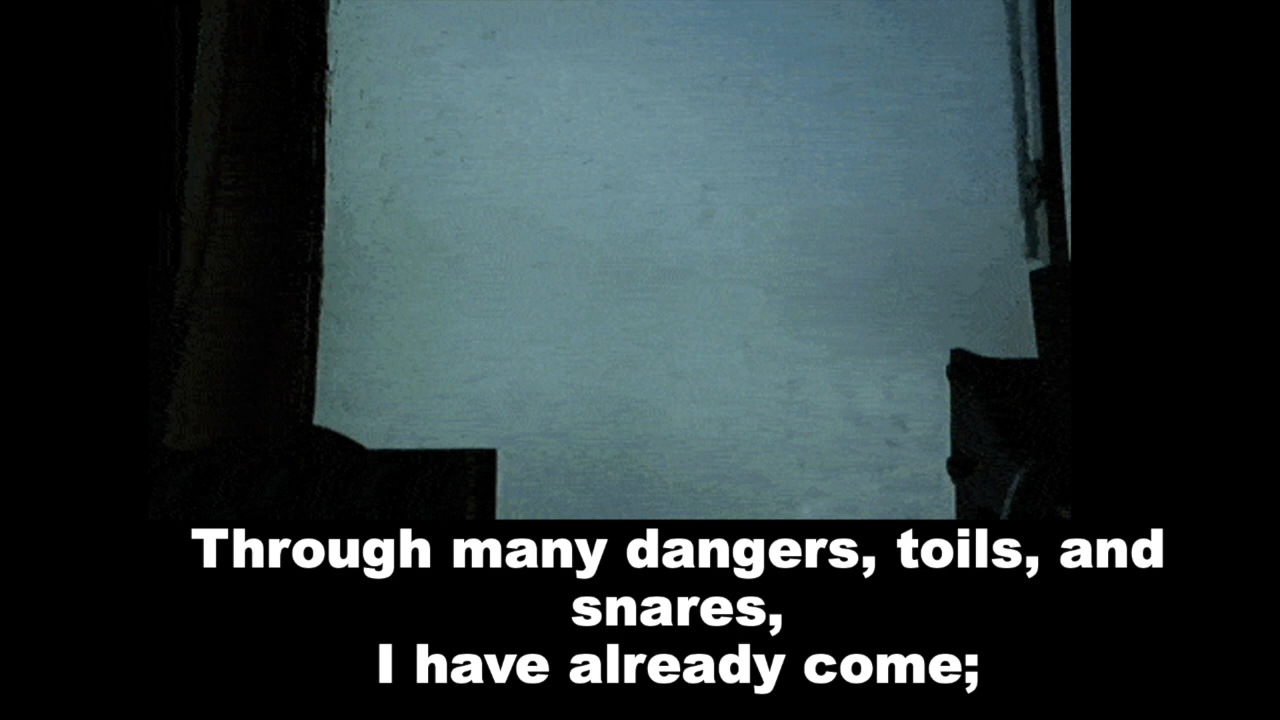 Through many dangers, toils, and
snares,
I have already come;